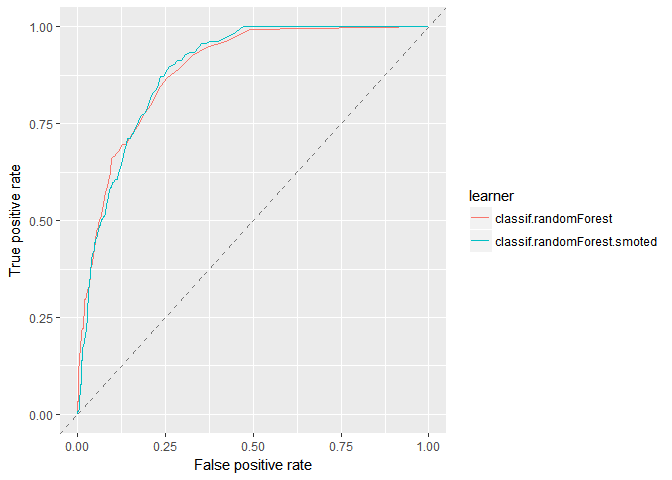 1.00
0.75
0.50
0.25
0.00
True positive rate
0.00 0.25 0.50 0.75 1.00
False positive rate
learner
classif.randomForest
classif.randomForest.smoted